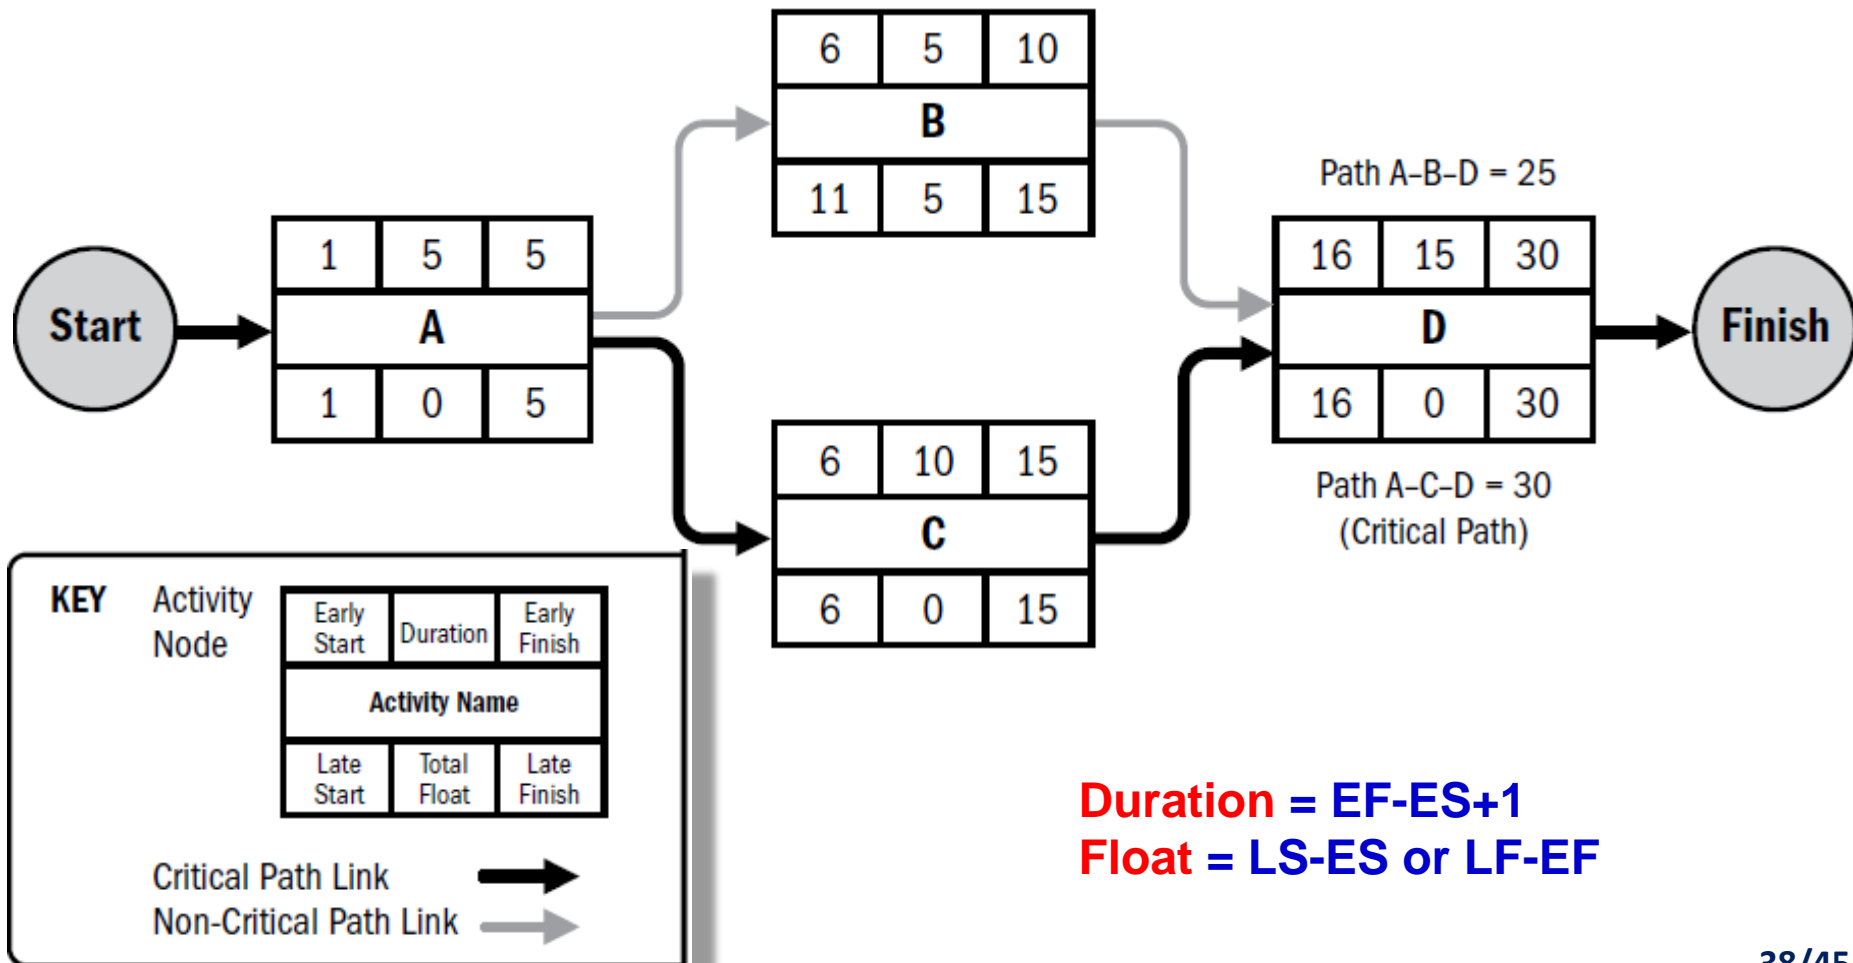 6 5 10
B
11 5 15
Path A–B–D = 25
1 5 5
A
1 0 5
16 15 30
D
16 0 30
Start
Finish
6 10 15
C
6 0 15
Path A–C–D = 30
(Critical Path)
KEY
Activity
Node
Early
Start
Duration
Early
Finish
Activity Name
Late
Start
Total
Float
Late
Finish
Critical Path Link
Non-Critical Path Link
Duration = EF-ES+1
Float = LS-ES or LF-EF
38/45